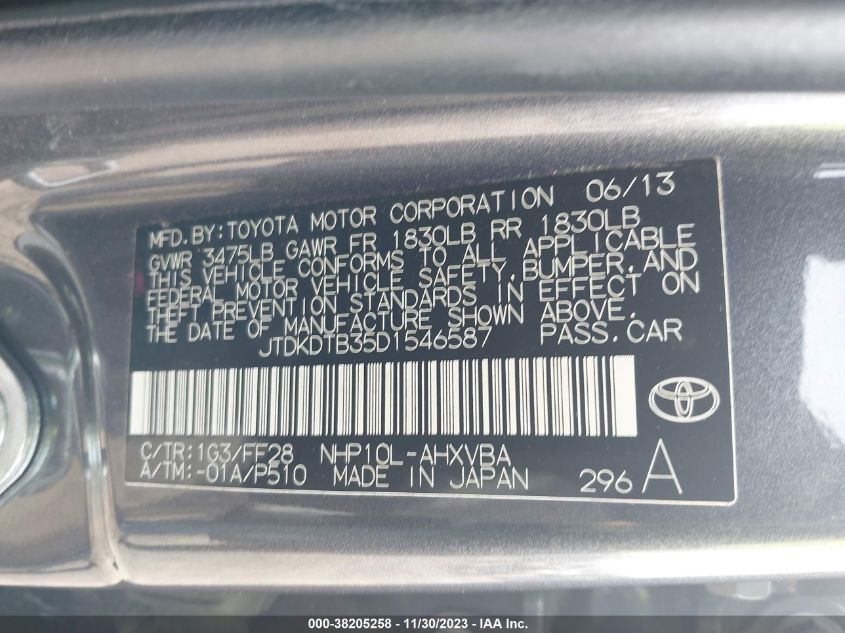 MFD. BY: TOYOTA MOTOR CORPORATION 06/13
GVWR 3475LB GAWR FR 1830LB RR 1830LB
THIS VEHICLE CONFORMS TO ALL APPLICABLE
FEDERAL MOTOR VEHICLE SAFETY, BUMPER, AND
THEFT PREVENTION STANDARDS IN EFFECT ON
THE DATE OF MANUFACTURE SHOWN ABOVE.
JTDKDTB35D1546587 PASS. CAR
C/TR: 1G3/FF28 NHP10L-AHXVBA
A/TM: -01A/P510 MADE IN JAPAN 296 A
000-38205258 - 11/30/2023 - IAA Inc.